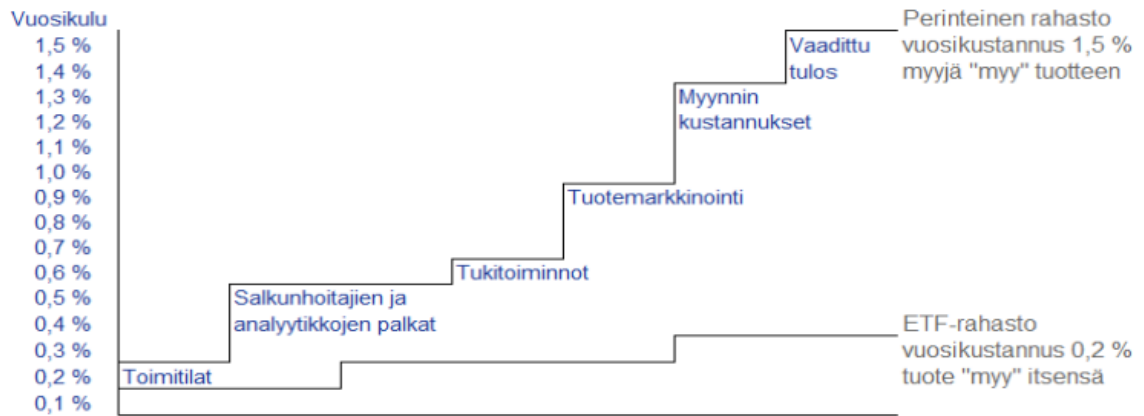 Vuosikulu
1,5 %
1,4 %
1,3 %
1,2 %
1,1 %
1,0 %
0,9 %
0,8 %
0,7 %
0,6 %
0,5 %
0,4 %
0,3 %
0,2 %
0,1 %
Toimitilat
Salkunhoitajien ja
analyytikkojen palkat
Tukitoiminnot
Tuotemarkkinointi
Myynnin
kustannukset
Vaadittu
tulos
Perinteinen rahasto
vuosikustannus 1,5 %
myyjä "myy" tuotteen
ETF-rahasto
vuosikustannus 0,2 %
tuote "myy" itsensä